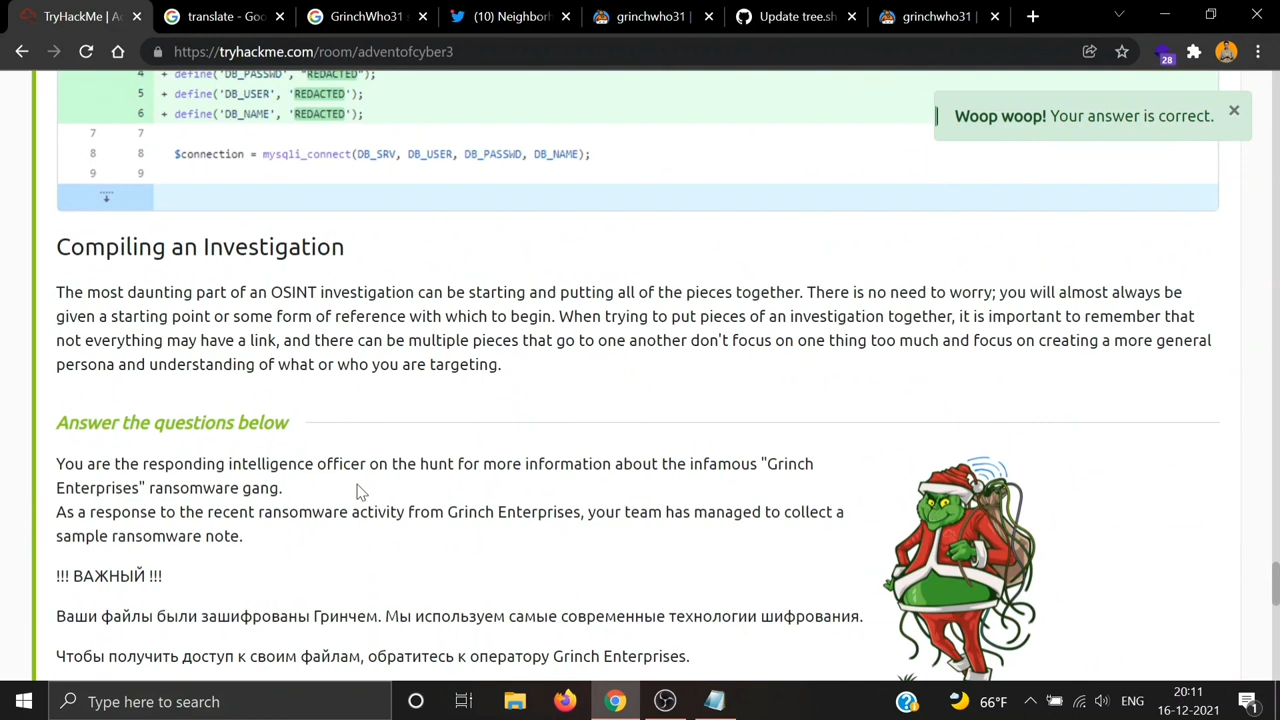 TryHackMe | Ad
translate - Goo
GrinchWho31 s
(10) Neighborh
grinchwho31 |
Update tree.sh
grinchwho31 |
https://tryhackme.com/room/adventofcyber3
28
4 + define('DB_PASSWD', "REDACTED");
5 + define('DB_USER', 'REDACTED');
6 + define('DB_NAME', 'REDACTED');
7 7
8 8 $connection = mysqli_connect(DB_SRV, DB_USER, DB_PASSWD, DB_NAME);
9 9
Woop woop! Your answer is correct.
Compiling an Investigation
The most daunting part of an OSINT investigation can be starting and putting all of the pieces together. There is no need to worry; you will almost always be
given a starting point or some form of reference with which to begin. When trying to put pieces of an investigation together, it is important to remember that
not everything may have a link, and there can be multiple pieces that go to one another don't focus on one thing too much and focus on creating a more general
persona and understanding of what or who you are targeting.
Answer the questions below
You are the responding intelligence officer on the hunt for more information about the infamous "Grinch
Enterprises" ransomware gang.
As a response to the recent ransomware activity from Grinch Enterprises, your team has managed to collect a
sample ransomware note.
!!! ВАЖНЫЙ !!!
Ваши файлы были зашифрованы Гринчем. Мы используем самые современные технологии шифрования.
Чтобы получить доступ к своим файлам, обратитесь к оператору Grinch Enterprises.
Type here to search
66°F
ENG
20:11
16-12-2021
1